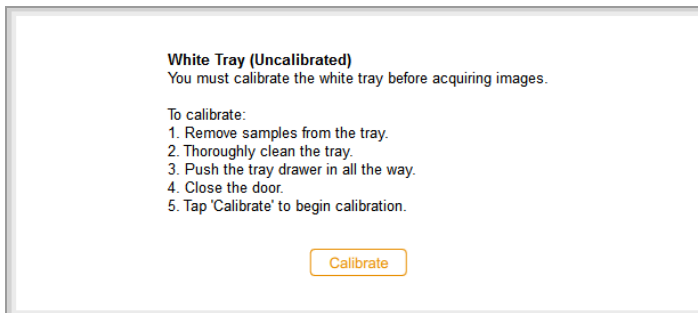 White Tray (Uncalibrated)
You must calibrate the white tray before acquiring images.
To calibrate:
1. Remove samples from the tray.
2. Thoroughly clean the tray.
3. Push the tray drawer in all the way.
4. Close the door.
5. Tap 'Calibrate' to begin calibration.
Calibrate